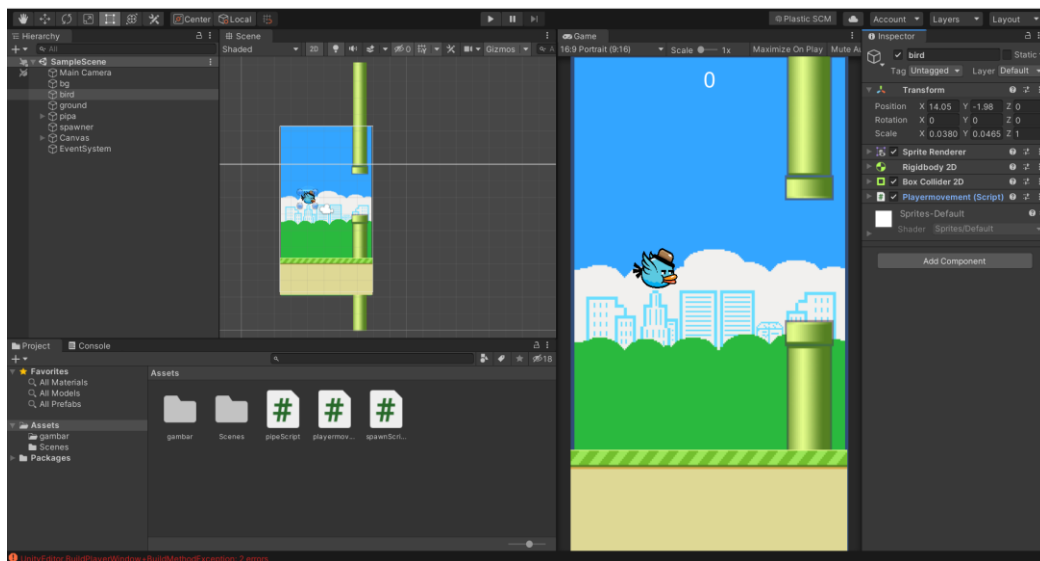 Center Local Plastic SCM Account Layers Layout
Hierarchy
All
SampleScene
Main Camera
bg
bird
ground
pipa
spawner
Canvas
EventSystem
Scene
Shaded 2D 0 Gizmos A
Game
16:9 Portrait (9:16) Scale 1x Maximize On Play Mute Au
0
Inspector
bird Static
Tag Untagged Layer Default
Transform
Position X 14.05 Y -1.98 Z 0
Rotation X 0 Y 0 Z 0
Scale X 0.0380 Y 0.0465 Z 1
Sprite Renderer
Rigidbody 2D
Box Collider 2D
# Playermovement (Script)
Sprites-Default
Shader Sprites/Default
Add Component
Project Console
18
Favorites
All Materials
All Models
All Prefabs
Assets
gambar
Scenes
Packages
Assets
gambar Scenes pipeScript playermov... spawnScri...
UnityEditor.BuildPlayerWindow+BuildMethodException: 2 errors